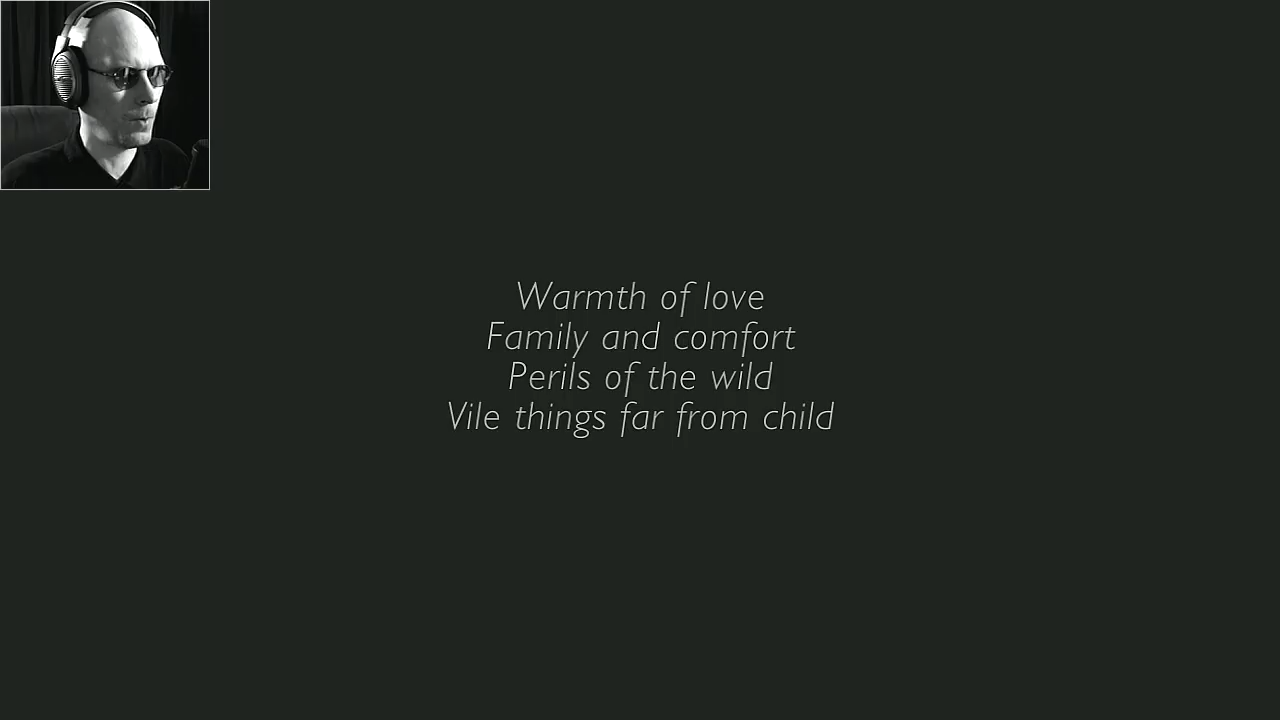 Warmth of love
Family and comfort
Perils of the wild
Vile things far from child